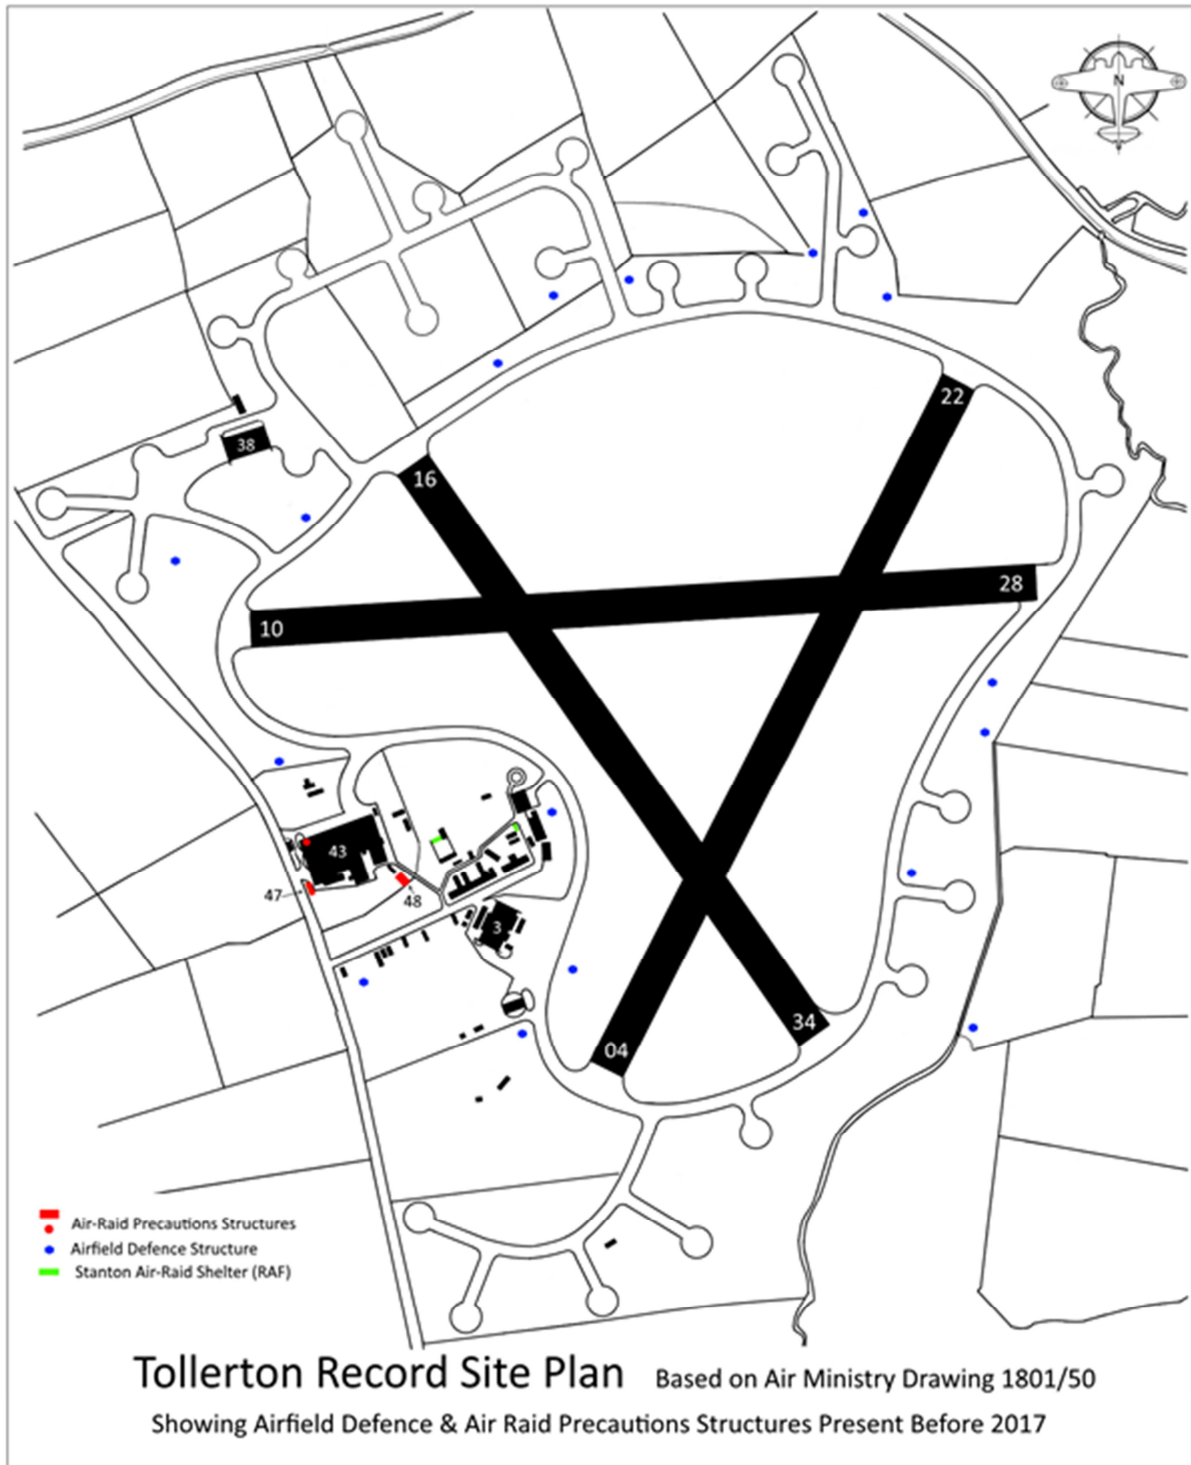 N
22
38
16
28
10
43
47
48
3
34
04
Air-Raid Precautions Structures
Airfield Defence Structure
Stanton Air-Raid Shelter (RAF)
Tollerton Record Site Plan Based on Air Ministry Drawing 1801/50
Showing Airfield Defence & Air Raid Precautions Structures Present Before 2017